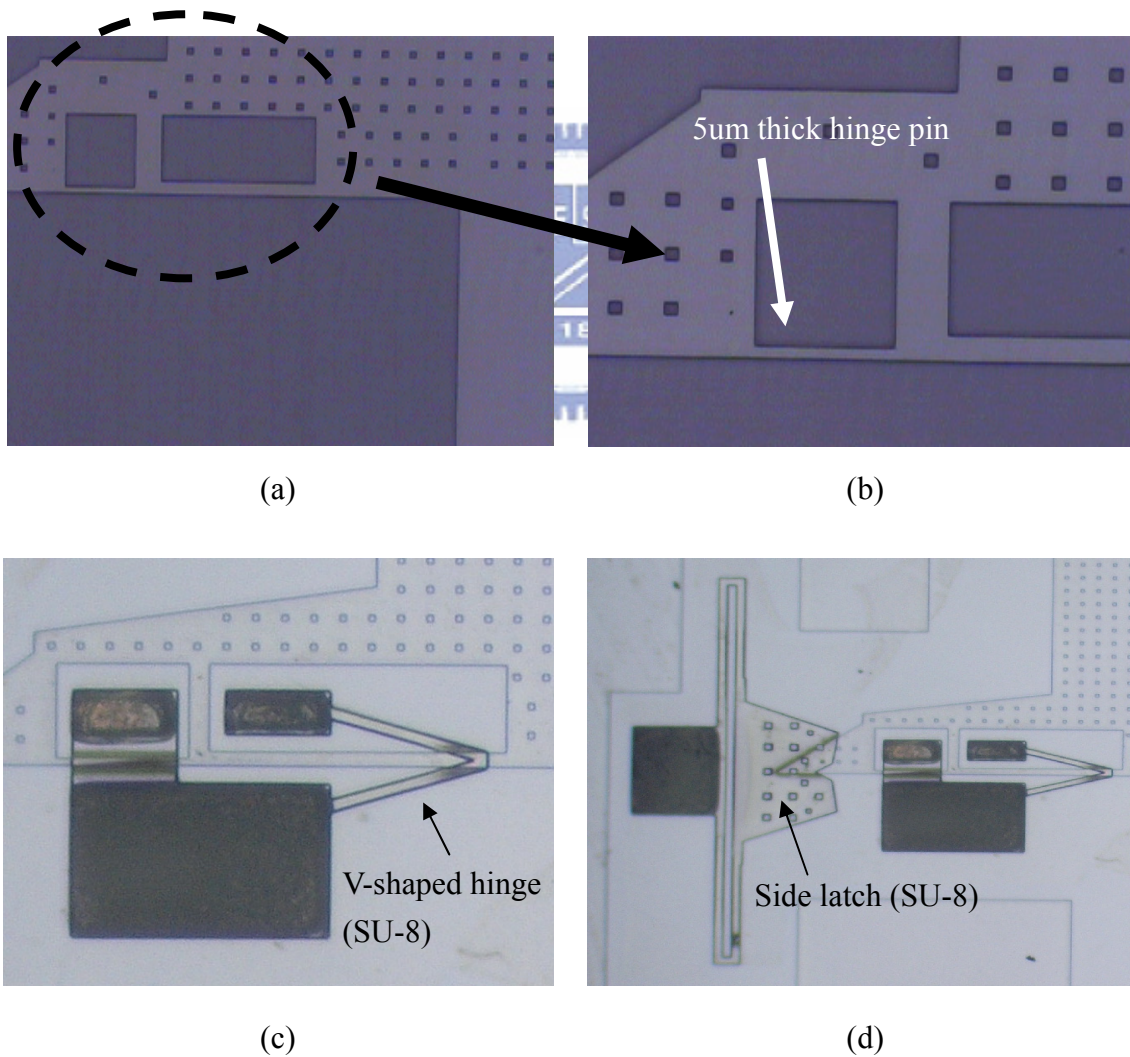 5um thick hinge pin
(a)
(b)
V-shaped hinge
(SU-8)
Side latch (SU-8)
(c)
(d)